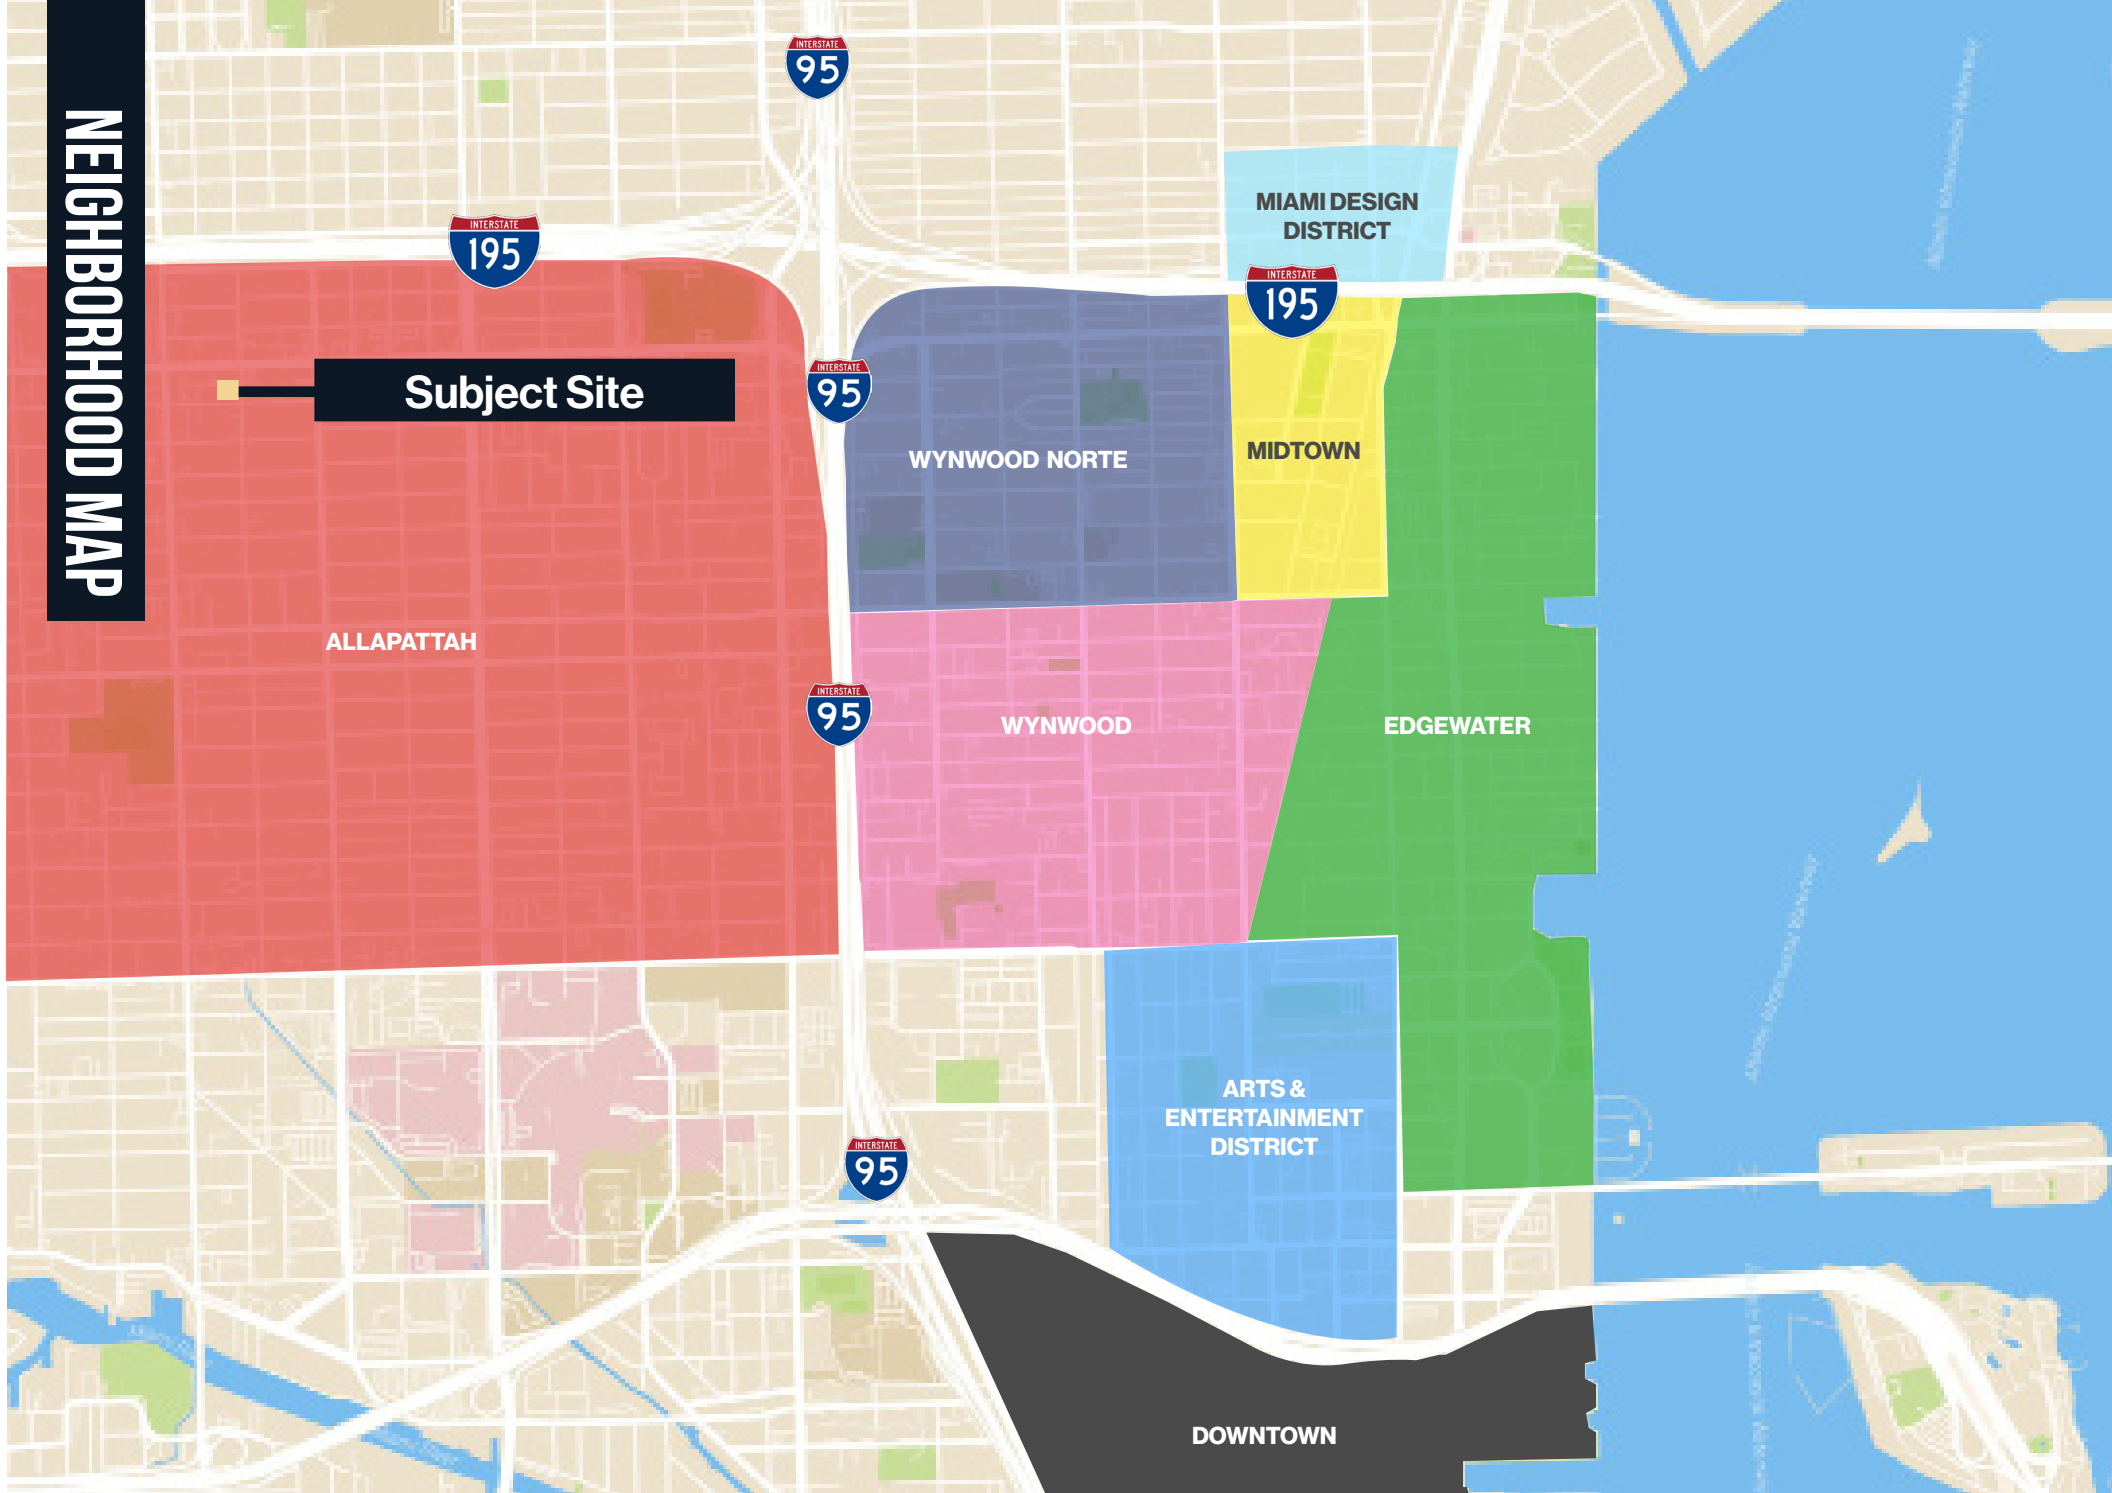 NEIGHBORHOOD MAP
INTERSTATE
95
INTERSTATE
195
MIAMI DESIGN
DISTRICT
INTERSTATE
195
Subject Site
INTERSTATE
95
WYNWOOD NORTE
MIDTOWN
ALLAPATTAH
INTERSTATE
95
WYNWOOD
EDGEWATER
ARTS &
ENTERTAINMENT
DISTRICT
INTERSTATE
95
DOWNTOWN